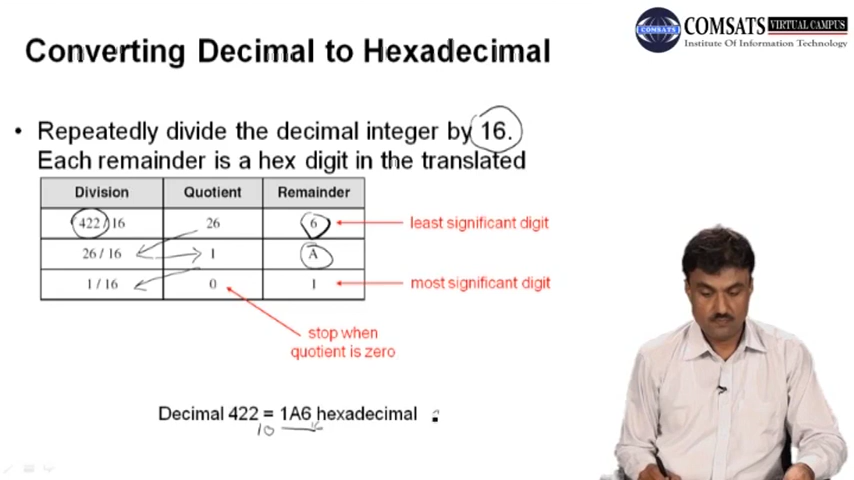 COMSATS VIRTUAL CAMPUS
COMSATS Institute Of Information Technology
Converting Decimal to Hexadecimal
• Repeatedly divide the decimal integer by 16.
Each remainder is a hex digit in the translated
Division Quotient Remainder
422 / 16 26 6 least significant digit
26 / 16 1 A
1 / 16 0 1 most significant digit
stop when
quotient is zero
Decimal 422 = 1A6 hexadecimal
10